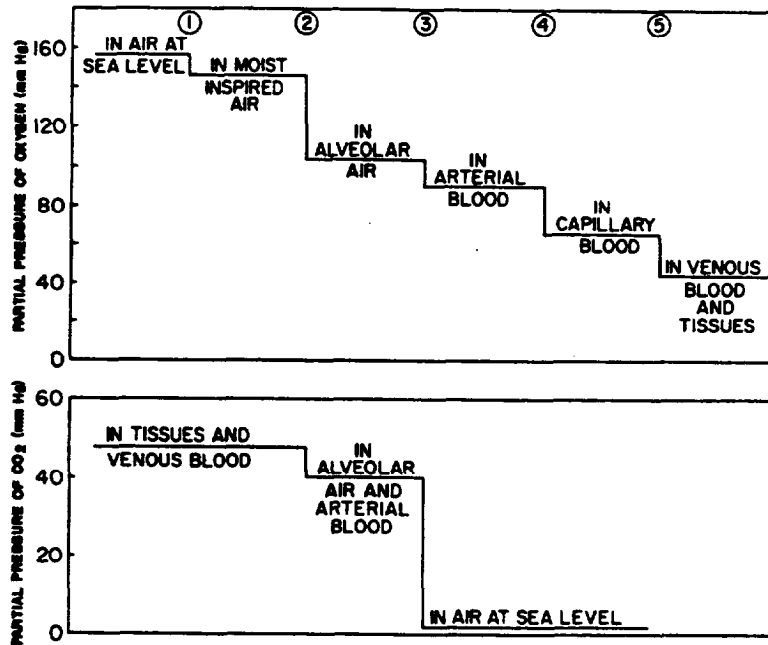 ① ② ③ ④ ⑤
PARTIAL PRESSURE OF OXYGEN (mm Hg)
160
120
80
40
0
IN AIR AT
SEA LEVEL
IN MOIST
INSPIRED
AIR
IN
ALVEOLAR
AIR
IN
ARTERIAL
BLOOD
IN
CAPILLARY
BLOOD
IN VENOUS
BLOOD
AND
TISSUES
PARTIAL PRESSURE OF CO2 (mm Hg)
60
40
20
0
IN TISSUES AND
VENOUS BLOOD
IN
ALVEOLAR
AIR AND
ARTERIAL
BLOOD
IN AIR AT SEA LEVEL